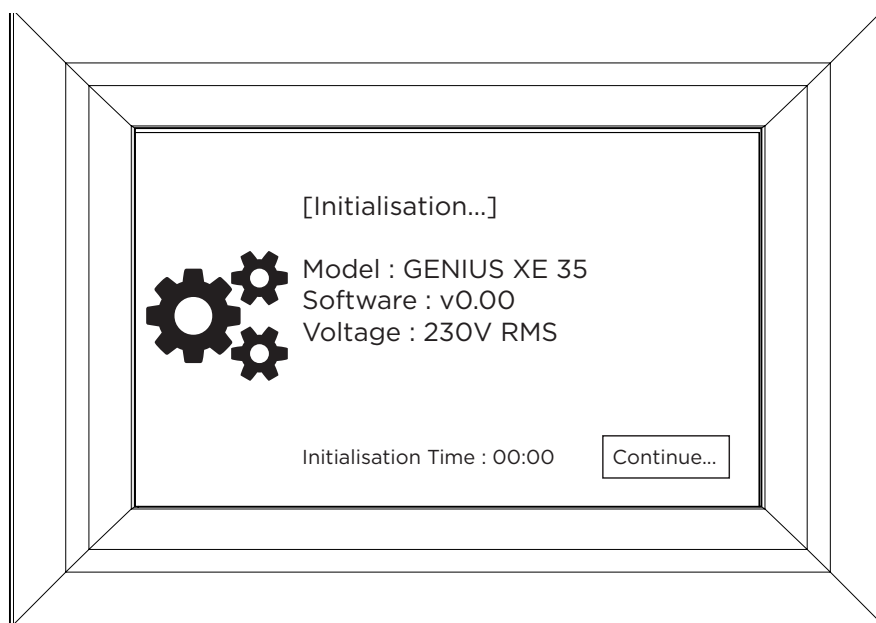 [Initialisation...]
Model : GENIUS XE 35
Software : v0.00
Voltage : 230V RMS
Initialisation Time : 00:00
Continue...